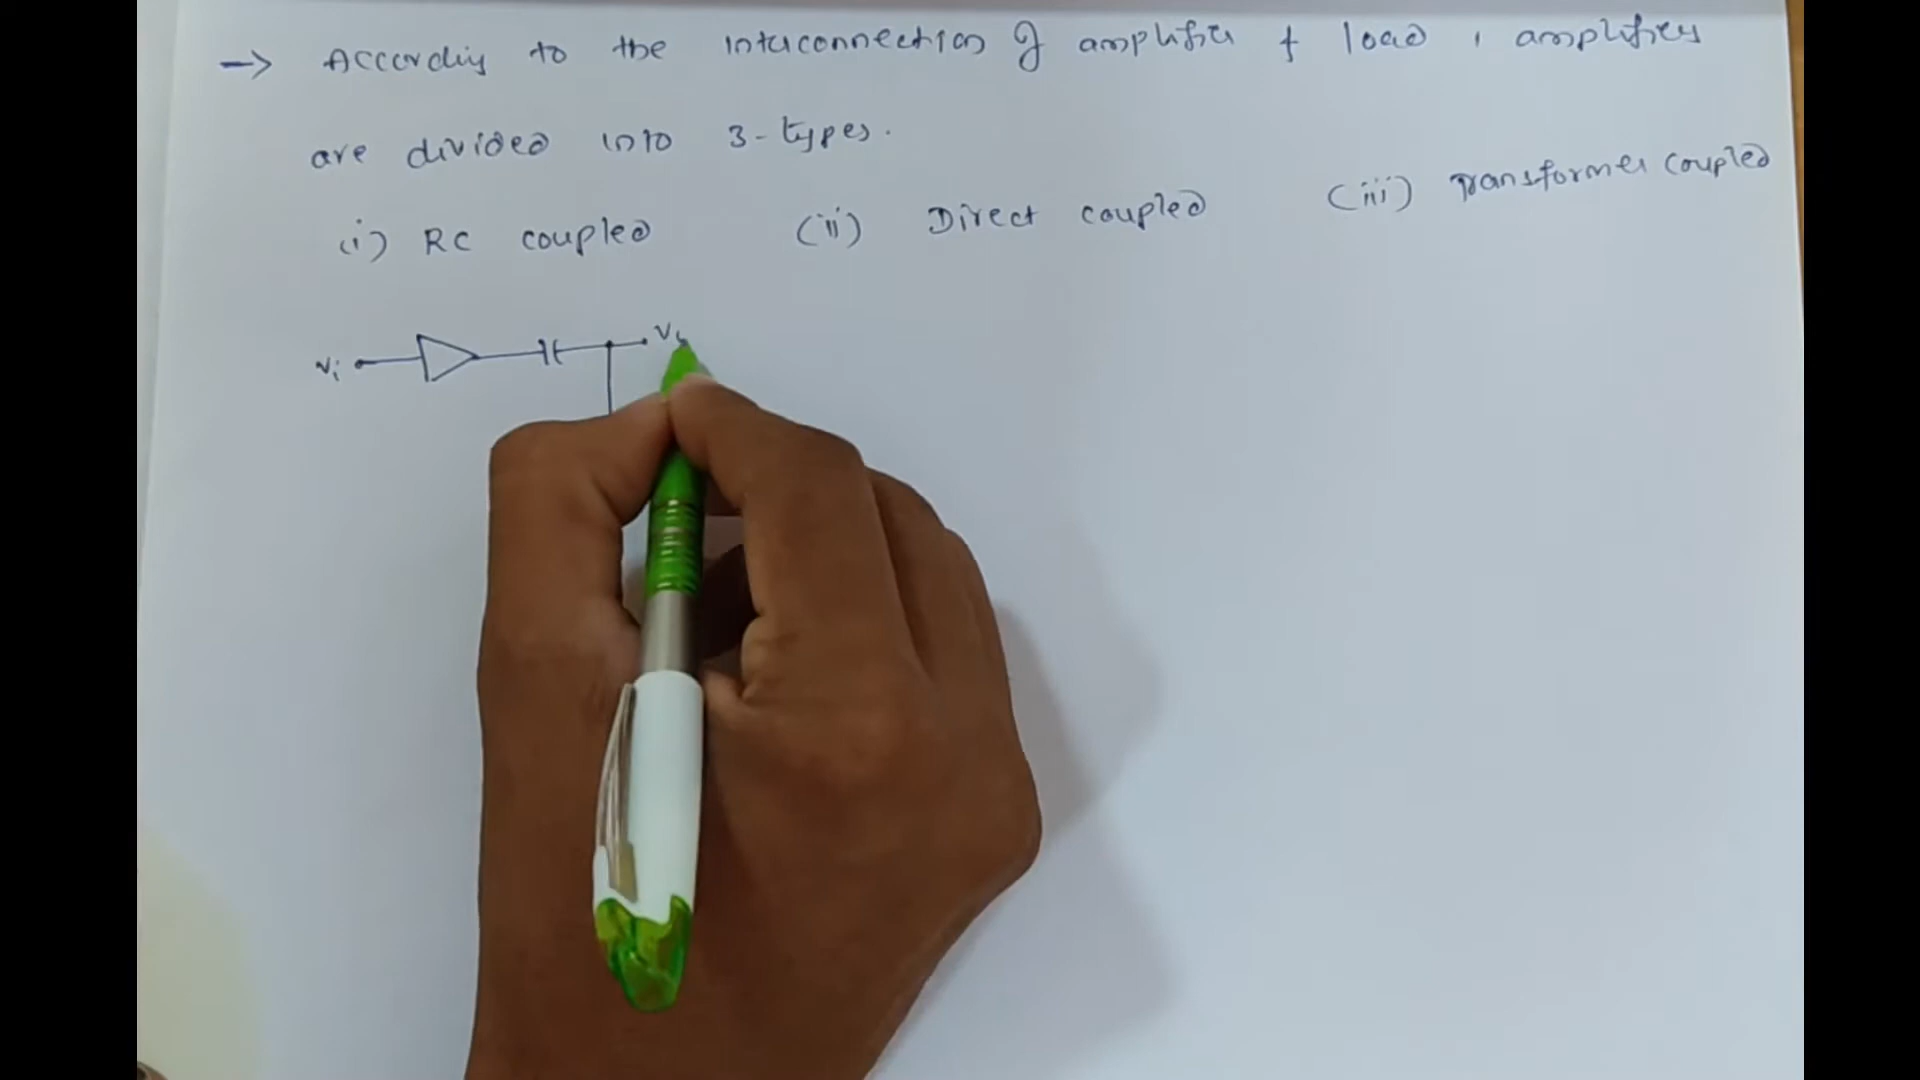 → According to the interconnection of amplifier & load, amplifiers
are divided into 3-types.
(i) RC coupled (ii) Direct coupled (iii) Transformer coupled
Vi